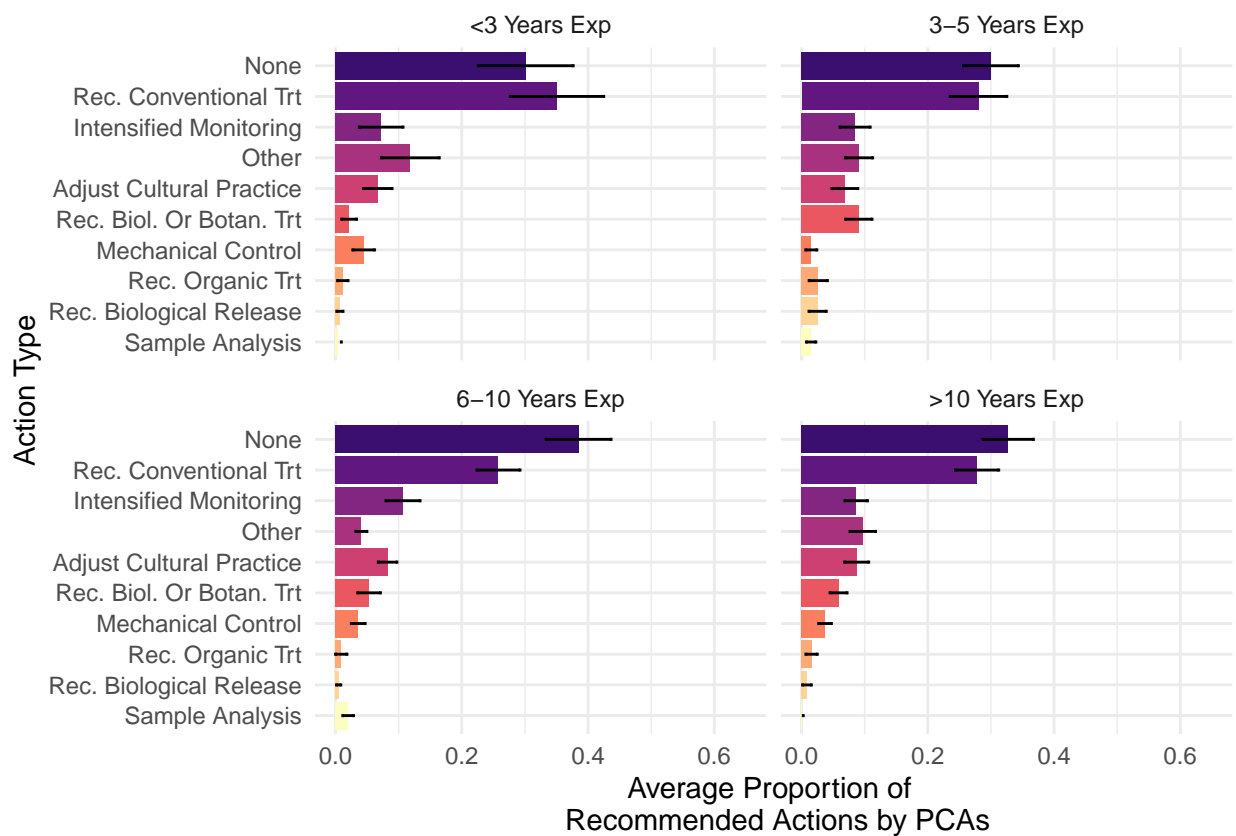 <3 Years Exp
3–5 Years Exp
None
Rec. Conventional Trt
Intensified Monitoring
Other
Adjust Cultural Practice
Rec. Biol. Or Botan. Trt
Mechanical Control
Rec. Organic Trt
Rec. Biological Release
Sample Analysis
Action Type
6–10 Years Exp
>10 Years Exp
None
Rec. Conventional Trt
Intensified Monitoring
Other
Adjust Cultural Practice
Rec. Biol. Or Botan. Trt
Mechanical Control
Rec. Organic Trt
Rec. Biological Release
Sample Analysis
0.0 0.2 0.4 0.6
0.0 0.2 0.4 0.6
Average Proportion of
Recommended Actions by PCAs